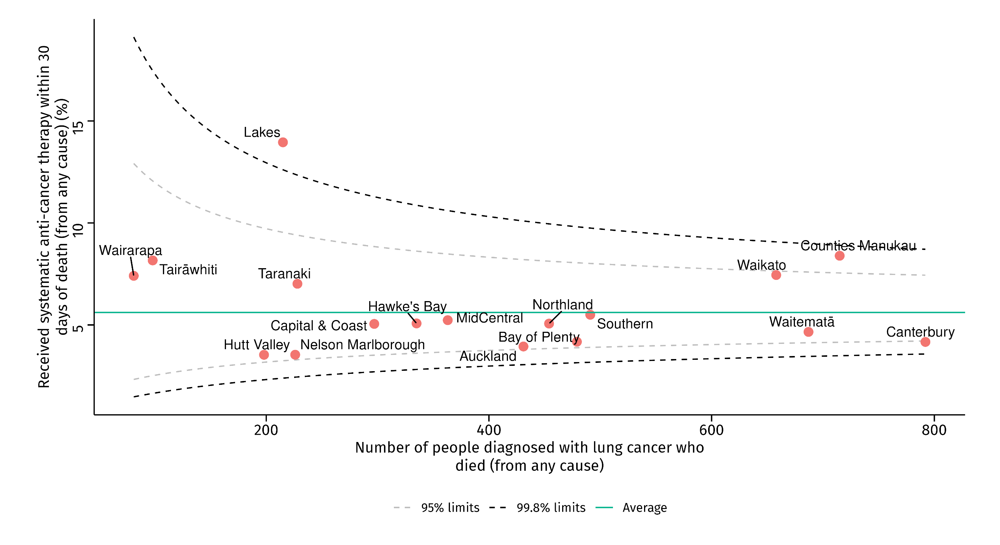 Received systematic anti-cancer therapy within 30
days of death (from any cause) (%)
15
10
5
Lakes
Wairarapa
Tairāwhiti
Taranaki
Counties Manukau
Waikato
Hawke's Bay
Northland
MidCentral
Capital & Coast
Southern
Waitematā
Canterbury
Bay of Plenty
Hutt Valley
Nelson Marlborough
Auckland
200
400
600
800
Number of people diagnosed with lung cancer who
died (from any cause)
95% limits
99.8% limits
Average